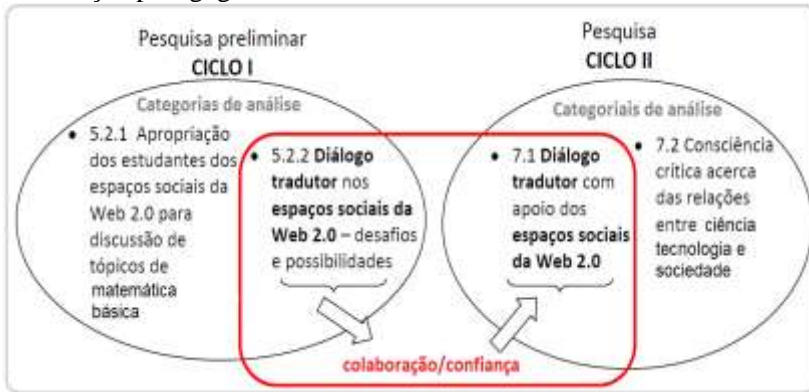 Pesquisa preliminar
CICLO I
Categorias de análise
• 5.2.1 Apropriação
dos estudantes dos
espaços sociais da
Web 2.0 para
discussão de
tópicos de
matemática
básica
• 5.2.2 Diálogo
tradutor nos
espaços sociais da
Web 2.0 – desafios
e possibilidades
Pesquisa
CICLO II
Categoriais de análise
• 7.1 Diálogo
tradutor com
apoio dos
espaços sociais
da Web 2.0
• 7.2 Consciência
crítica acerca
das relações
entre ciência
tecnologia e
sociedade
colaboração/confiança